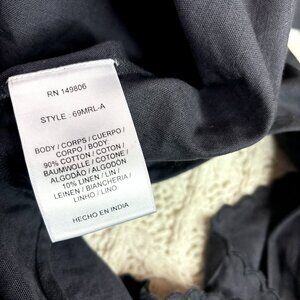 RN 149806
STYLE : 69MRL-A
BODY / CORPS / CUERPO /
CORPO / BODY
90% COTTON / COTON /
BAUMWOLLE / COTONE /
ALGODÃO / ALGODÓN
10% LINEN / LIN /
LEINEN / BIANCHERIA /
LINHO / LINO
HECHO EN INDIA